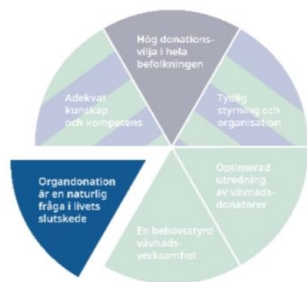 Hög donations-
vilja i hela
befolkningen
Adekvat
kunskap
och kompetens
Tydlig
styrning och
organisation
Organdonation
är en naturlig
fråga i livets
slutskede
Optimerad
utredning
av vävnads-
donatorer
En behovsstyrd
vävnads-
verksamhet